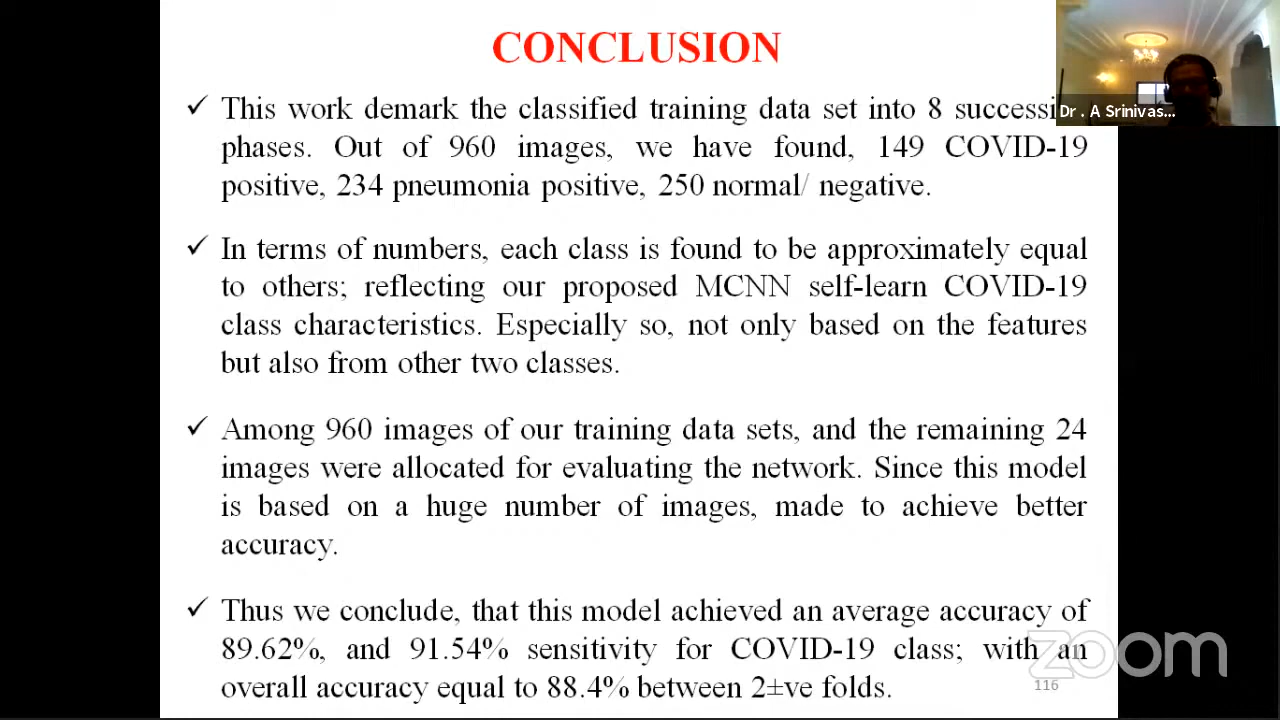 CONCLUSION
✓ This work demark the classified training data set into 8 successi
phases. Out of 960 images, we have found, 149 COVID-19
positive, 234 pneumonia positive, 250 normal/ negative.
✓ In terms of numbers, each class is found to be approximately equal
to others; reflecting our proposed MCNN self-learn COVID-19
class characteristics. Especially so, not only based on the features
but also from other two classes.
✓ Among 960 images of our training data sets, and the remaining 24
images were allocated for evaluating the network. Since this model
is based on a huge number of images, made to achieve better
accuracy.
✓ Thus we conclude, that this model achieved an average accuracy of
89.62%, and 91.54% sensitivity for COVID-19 class; with an
overall accuracy equal to 88.4% between 2±ve folds.
Dr . A Srinivas...
zoom
116